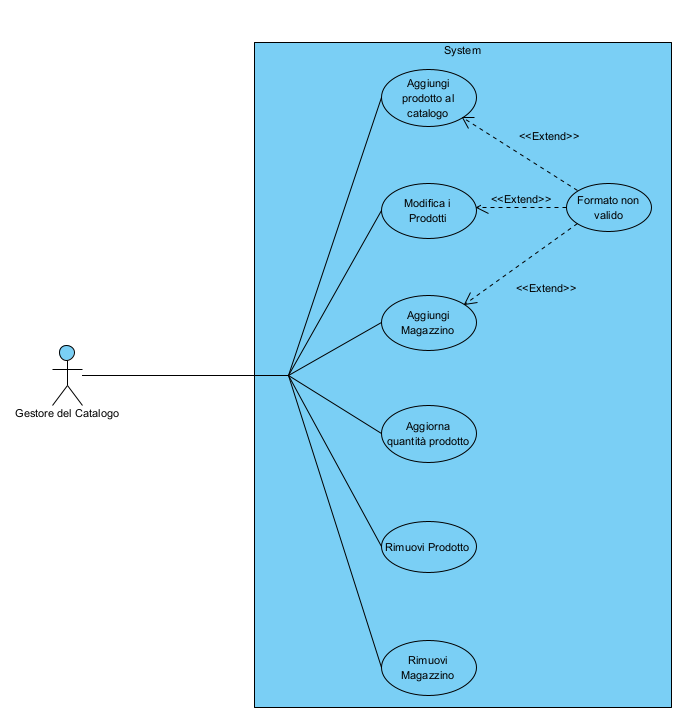 System
Aggiungi
prodotto al
catalogo
<<Extend>>
Modifica i
Prodotti
<<Extend>>
Formato non
valido
<<Extend>>
Aggiungi
Magazzino
Gestore del Catalogo
Aggiorna
quantità prodotto
Rimuovi Prodotto
Rimuovi
Magazzino